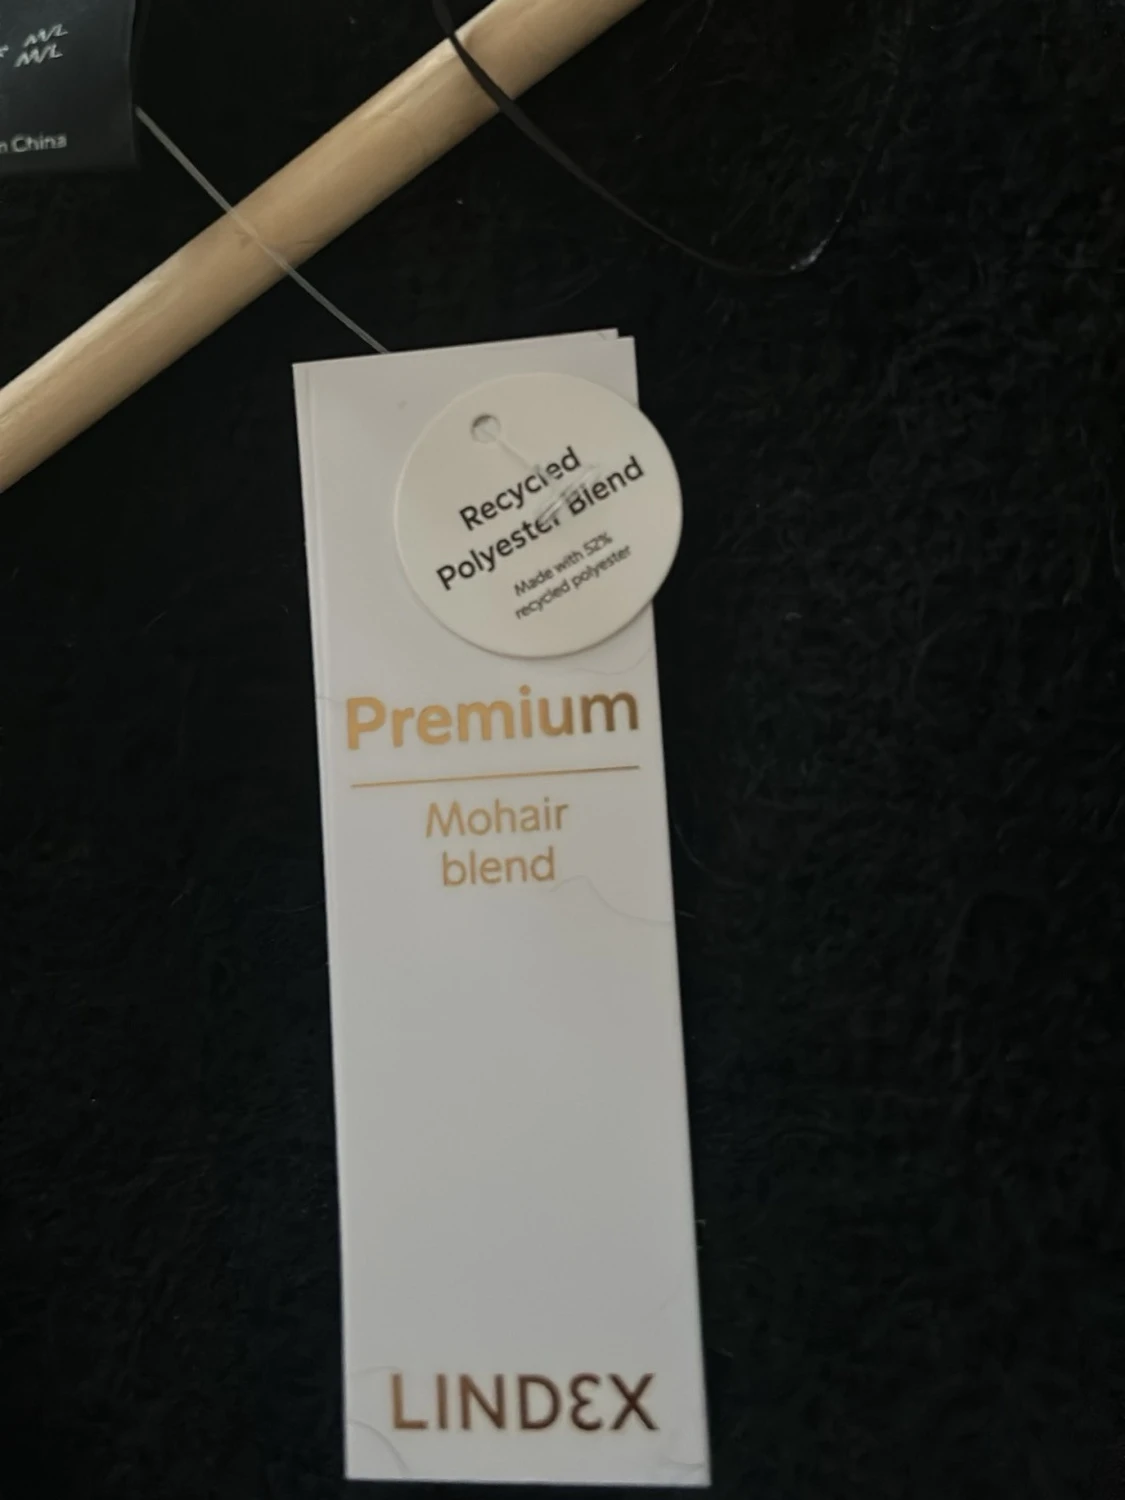 M/L
M/L
China
Recycled
Polyester Blend
Made with 52%
recycled polyester
Premium
Mohair
blend
LINDEX